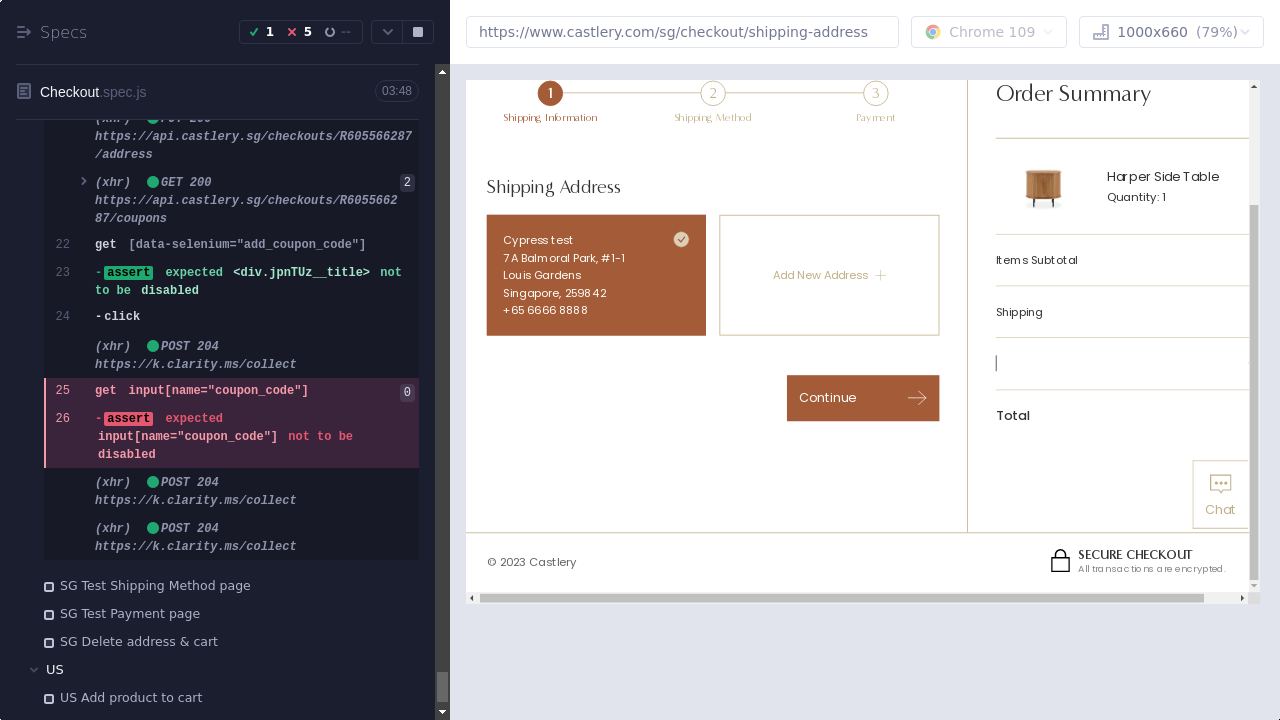 Specs
1
5
--
Checkout.spec.js
03:48
(xhr) PUT 200
https://api.castlery.sg/checkouts/R605566287
/address
(xhr) GET 200
2
https://api.castlery.sg/checkouts/R6055662
87/coupons
22 get [data-selenium="add_coupon_code"]
23 -assert expected <div.jpnTUz__title> not
to be disabled
24 -click
(xhr) POST 204
https://k.clarity.ms/collect
25 get input[name="coupon_code"]
0
26 -assert expected
input[name="coupon_code"] not to be
disabled
(xhr) POST 204
https://k.clarity.ms/collect
(xhr) POST 204
https://k.clarity.ms/collect
SG Test Shipping Method page
SG Test Payment page
SG Delete address & cart
US
US Add product to cart
https://www.castlery.com/sg/checkout/shipping-address
Chrome 109
1000x660 (79%)
1
2
3
Shipping Information
Shipping Method
Payment
Shipping Address
Cypress test
7A Balmoral Park, #1-1
Louis Gardens
Singapore, 259842
+65 6666 8888
Add New Address
Continue
Order Summary
Harper Side Table
Quantity: 1
Items Subtotal
Shipping
Total
Chat
© 2023 Castlery
SECURE CHECKOUT
All transactions are encrypted.